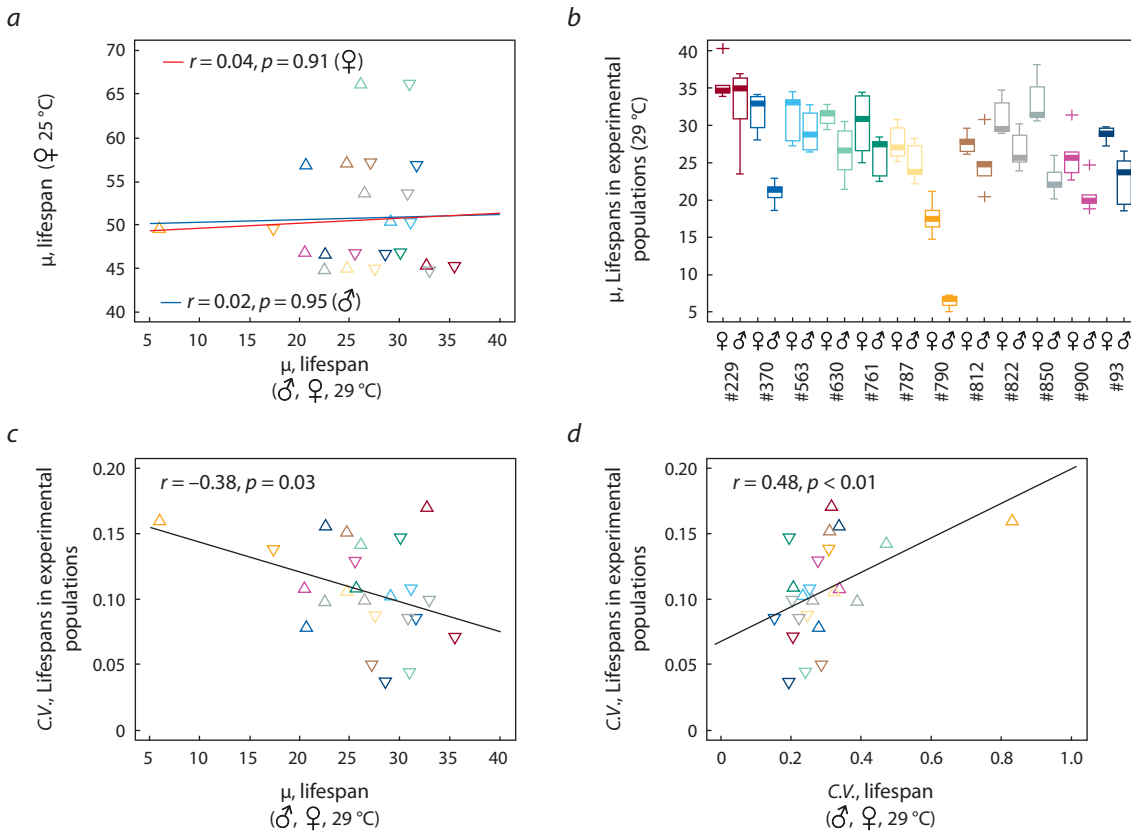 a
μ, lifespan
(♀ 25 °C)
70
65
60
55
50
45
40
r = 0.04, p = 0.91 (♀)
r = 0.02, p = 0.95 (♂)
5 10 15 20 25 30 35 40
μ, lifespan
(♂, ♀, 29 °C)
b
μ, Lifespans in experimental
populations (29 °C)
40
35
30
25
20
15
10
5
♀ ♂ ♀ ♂ ♀ ♂ ♀ ♂ ♀ ♂ ♀ ♂ ♀ ♂ ♀ ♂ ♀ ♂ ♀ ♂ ♀ ♂ ♀ ♂
#229 #370 #563 #630 #761 #787 #790 #812 #822 #850 #900 #93
c
C.V., Lifespans in experimental
populations
0.20
0.15
0.10
0.05
0
r = −0.38, p = 0.03
5 10 15 20 25 30 35 40
μ, lifespan
(♂, ♀, 29 °C)
d
C.V., Lifespans in experimental
populations
0.20
0.15
0.10
0.05
0
r = 0.48, p < 0.01
0 0.2 0.4 0.6 0.8 1.0
C.V., lifespan
(♂, ♀, 29 °C)